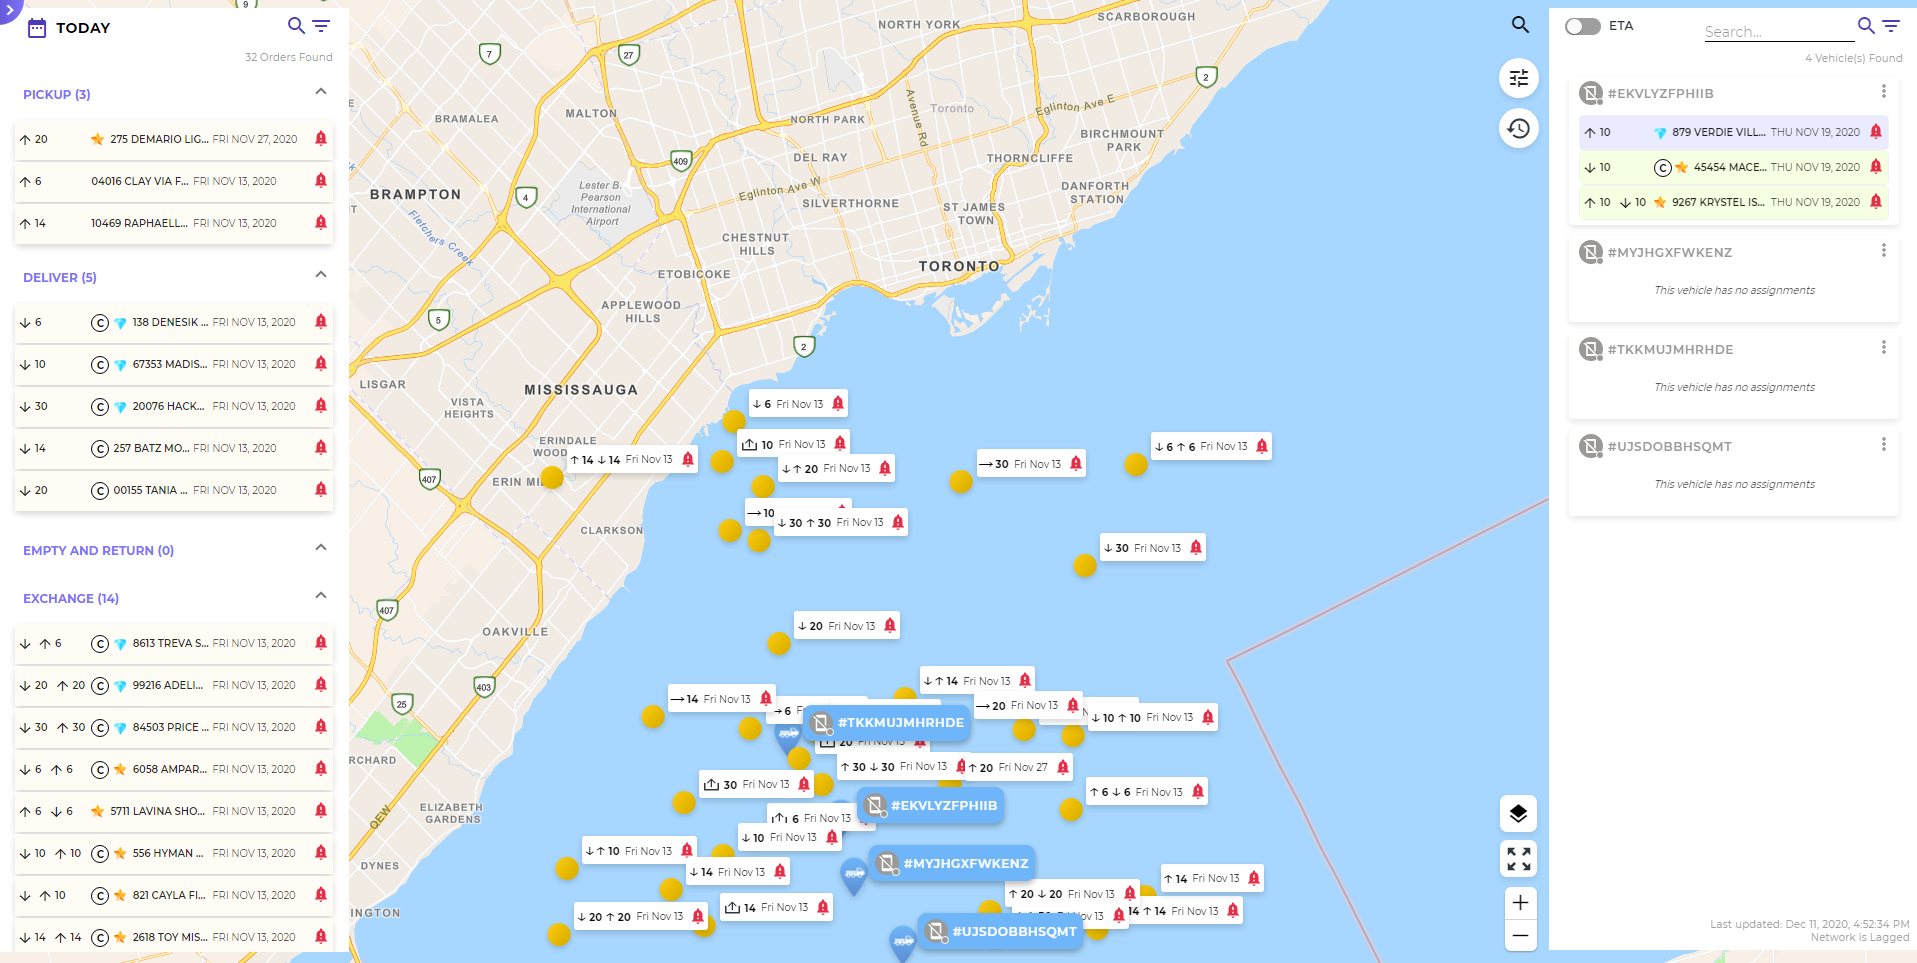 TODAY
32 Orders Found
PICKUP (3)
20 275 DEMARIO LIG... FRI NOV 27, 2020
6 04016 CLAY VIA F... FRI NOV 13, 2020
14 10469 RAPHAELL... FRI NOV 13, 2020
DELIVER (5)
6 C 138 DENESIK ... FRI NOV 13, 2020
10 C 67353 MADIS... FRI NOV 13, 2020
30 C 20076 HACK... FRI NOV 13, 2020
14 C 257 BATZ MO... FRI NOV 13, 2020
20 C 00155 TANIA ... FRI NOV 13, 2020
EMPTY AND RETURN (0)
EXCHANGE (14)
6 C 8613 TREVA S... FRI NOV 13, 2020
20 20 C 99216 ADELI... FRI NOV 13, 2020
30 30 C 84503 PRICE ... FRI NOV 13, 2020
6 6 C 6058 AMPAR... FRI NOV 13, 2020
6 6 5711 LAVINA SHO... FRI NOV 13, 2020
10 10 C 556 HYMAN ... FRI NOV 13, 2020
10 C 821 CAYLA FI... FRI NOV 13, 2020
14 14 C 2618 TOY MIS... FRI NOV 13, 2020
9
SCARBOROUGH
NORTH YORK
7
27
2
BRAMALEA
MALTON
NORTH PARK
Avenue Rd
Toronto
Eglinton Ave E
BIRCHMOUNT PARK
409
DEL RAY
THORNCLIFFE
BRAMPTON
4
Lester B. Pearson International Airport
Eglinton Ave W
SILVERTHORNE
ST JAMES TOWN
DANFORTH STATION
Fletchers Creek
CHESTNUT HILLS
ETOBICOKE
TORONTO
APPLEWOOD HILLS
5
2
LISGAR
MISSISSAUGA
VISTA HEIGHTS
ERINDALE
407
CLARKSON
407
OAKVILLE
403
25
QEW
ELIZABETH GARDENS
DYNES
6 Fri Nov 13
10 Fri Nov 13
14 14 Fri Nov 13
20 Fri Nov 13
30 Fri Nov 13
6 6 Fri Nov 13
10
30 30 Fri Nov 13
30 Fri Nov 13
20 Fri Nov 13
14 Fri Nov 13
14 Fri Nov 13
6
20 Fri Nov 13
10 10 Fri Nov 13
#TKKMUJMHRHDE
20 Fri Nov 13
30 30 Fri Nov 13
20 Fri Nov 27
30 Fri Nov 13
6 6 Fri Nov 13
#EKVLYZFPHIIB
6 Fri Nov 13
10 Fri Nov 13
10 Fri Nov 13
#MYJHGXFWKENZ
14 Fri Nov 13
14 Fri Nov 13
20 20 Fri Nov 13
14 Fri Nov 13
20 20 Fri Nov 13
14 14 Fri Nov 13
#UJSDOBBHSQMT
ETA
Search...
4 Vehicle(s) Found
#EKVLYZFPHIIB
10 879 VERDIE VILL... THU NOV 19, 2020
10 C 45454 MACE... THU NOV 19, 2020
10 10 9267 KRYSTEL IS... THU NOV 19, 2020
#MYJHGXFWKENZ
This vehicle has no assignments
#TKKMUJMHRHDE
This vehicle has no assignments
#UJSDOBBHSQMT
This vehicle has no assignments
Last updated: Dec 11, 2020, 4:52:34 PM
Network is Lagged